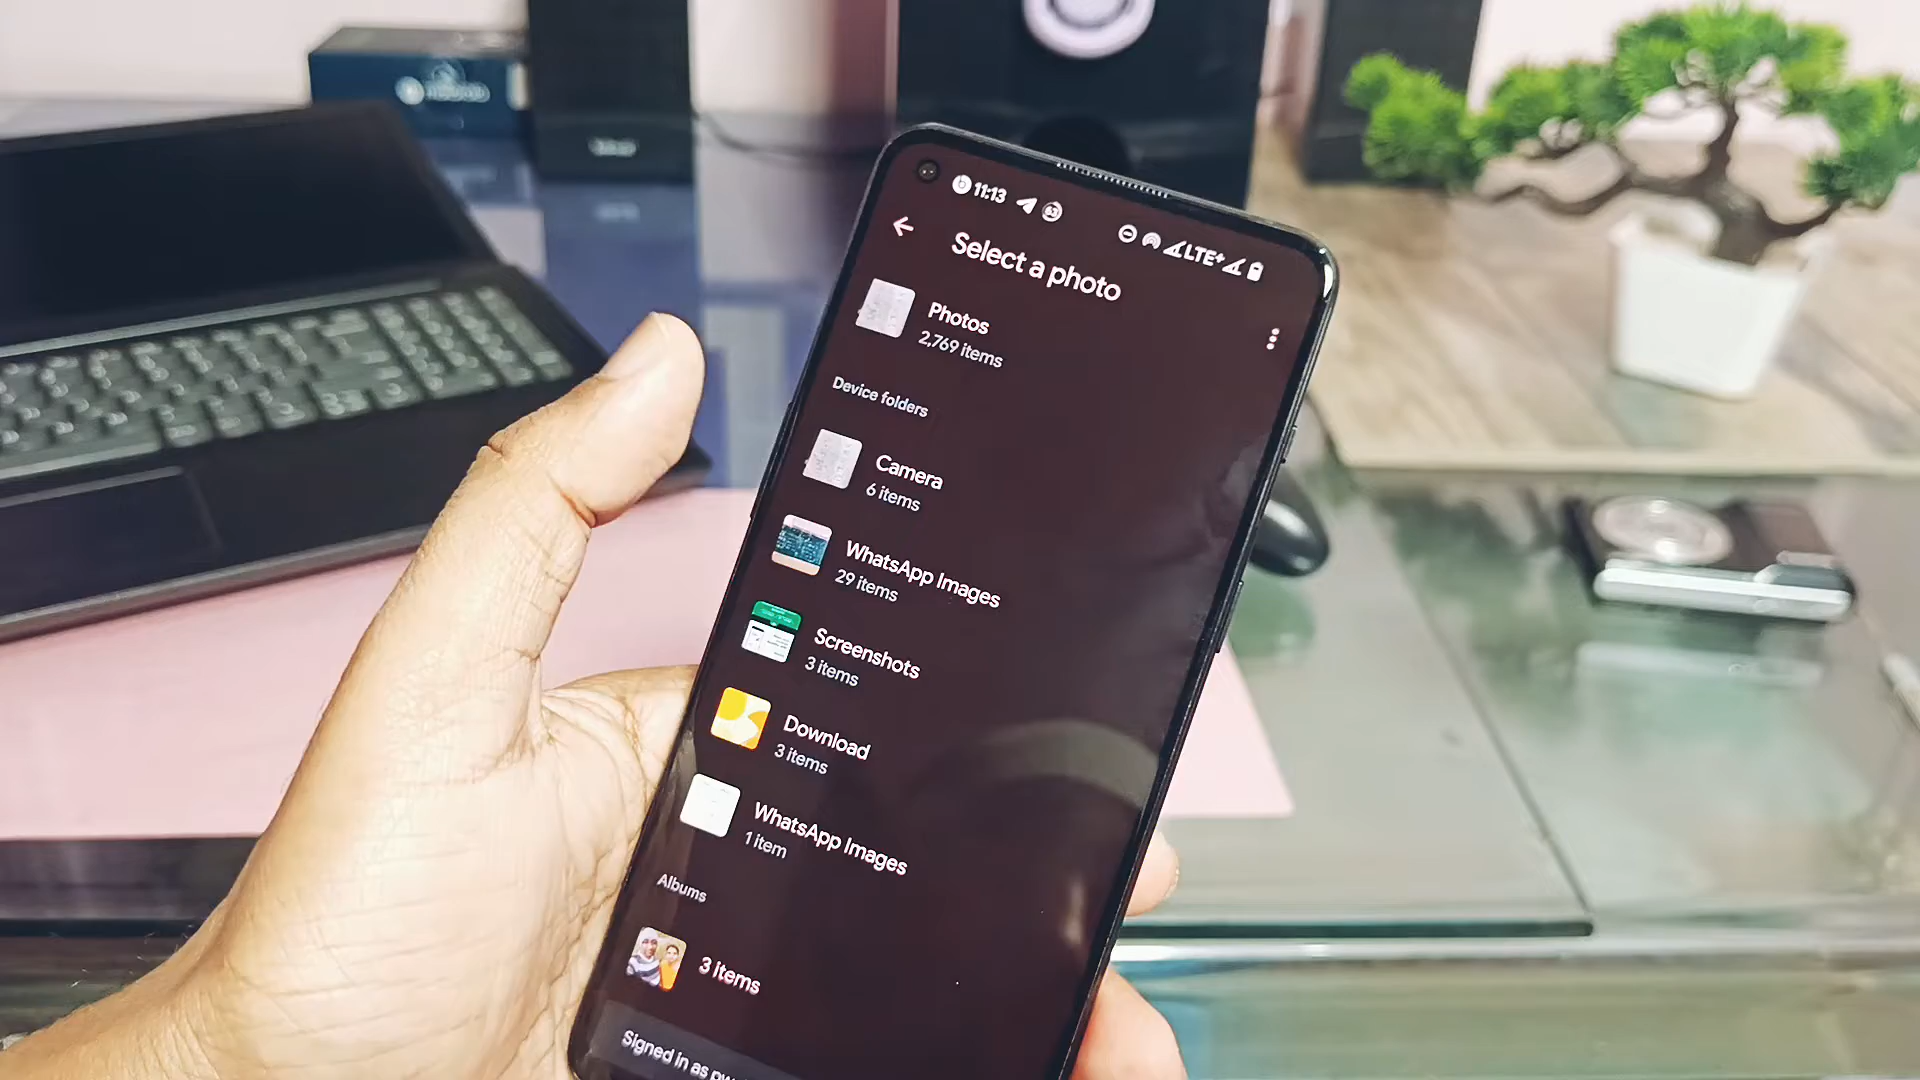 11:13
63
LTE+
Select a photo
Photos
2,769 items
Device folders
Camera
6 items
WhatsApp Images
29 items
Screenshots
3 items
Download
3 items
WhatsApp Images
1 item
Albums
3 items
Signed in as